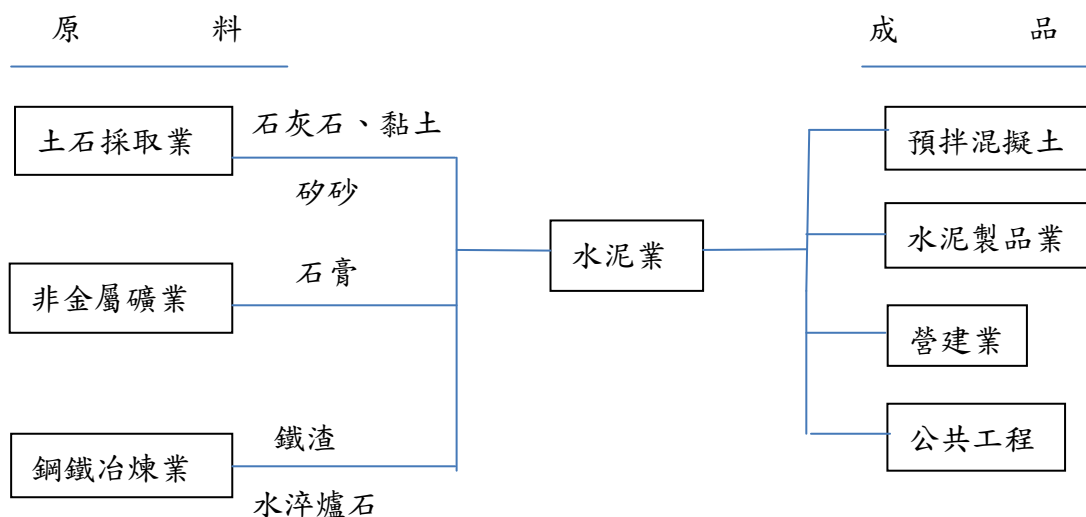 原 料
成 品
土石採取業
石灰石、黏土
矽砂
非金屬礦業
石膏
鋼鐵冶煉業
鐵渣
水淬爐石
水泥業
預拌混擬土
水泥製品業
營建業
公共工程